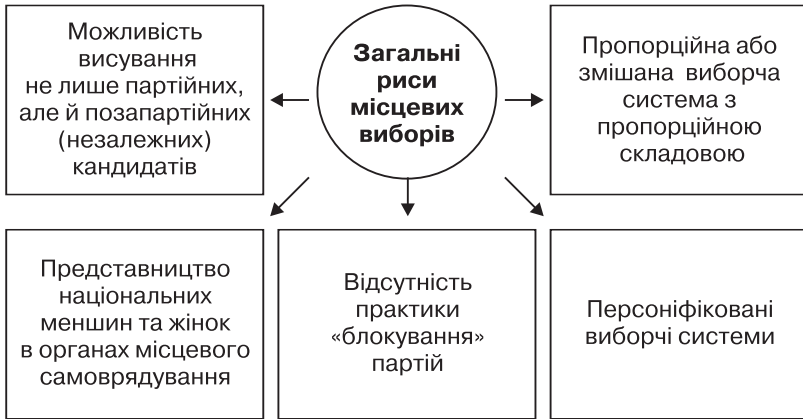 Можливість
висування
не лише партійних,
але й позапартійних
(незалежних)
кандидатів
Загальні
риси
місцевих
виборів
Пропорційна або
змішана виборча
система з
пропорційною
складовою
Представництво
національних
меншин та жінок
в органах місцевого
самоврядування
Відсутність
практики
«блокування»
партій
Персоніфіковані
виборчі системи